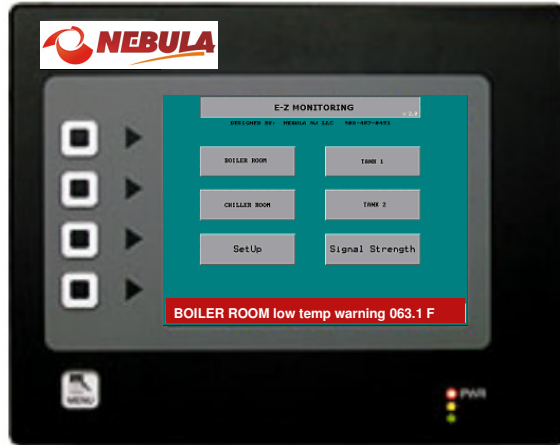 NEBULA
E-Z MONITORING
BOILER ROOM
TANK 1
CHILLER ROOM
TANK 2
SetUp
Signal Strength
BOILER ROOM low temp warning 063.1 F
MENU
PWR